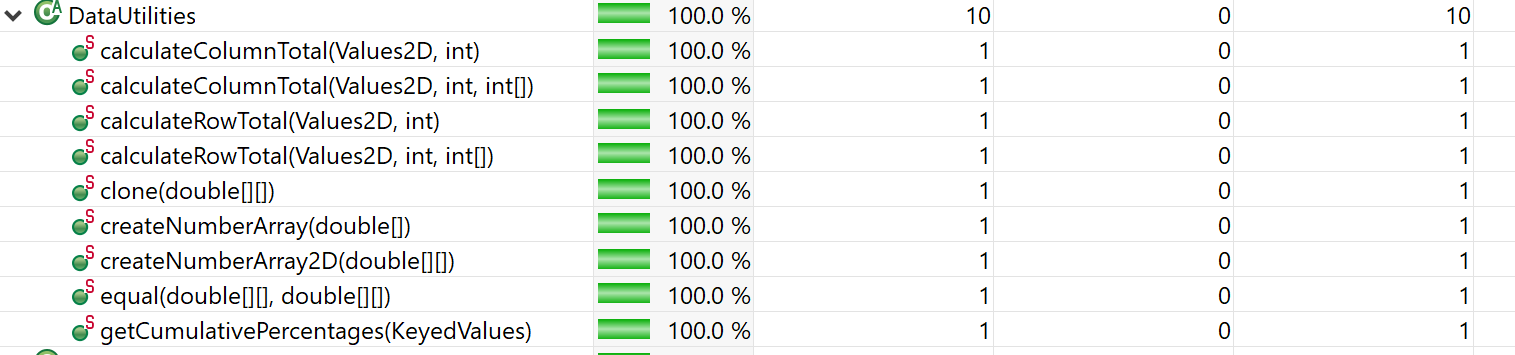 DataUtilities 100.0 % 10 0 10
calculateColumnTotal(Values2D, int) 100.0 % 1 0 1
calculateColumnTotal(Values2D, int, int[]) 100.0 % 1 0 1
calculateRowTotal(Values2D, int) 100.0 % 1 0 1
calculateRowTotal(Values2D, int, int[]) 100.0 % 1 0 1
clone(double[][]) 100.0 % 1 0 1
createNumberArray(double[]) 100.0 % 1 0 1
createNumberArray2D(double[][]) 100.0 % 1 0 1
equal(double[][], double[][]) 100.0 % 1 0 1
getCumulativePercentages(KeyedValues) 100.0 % 1 0 1